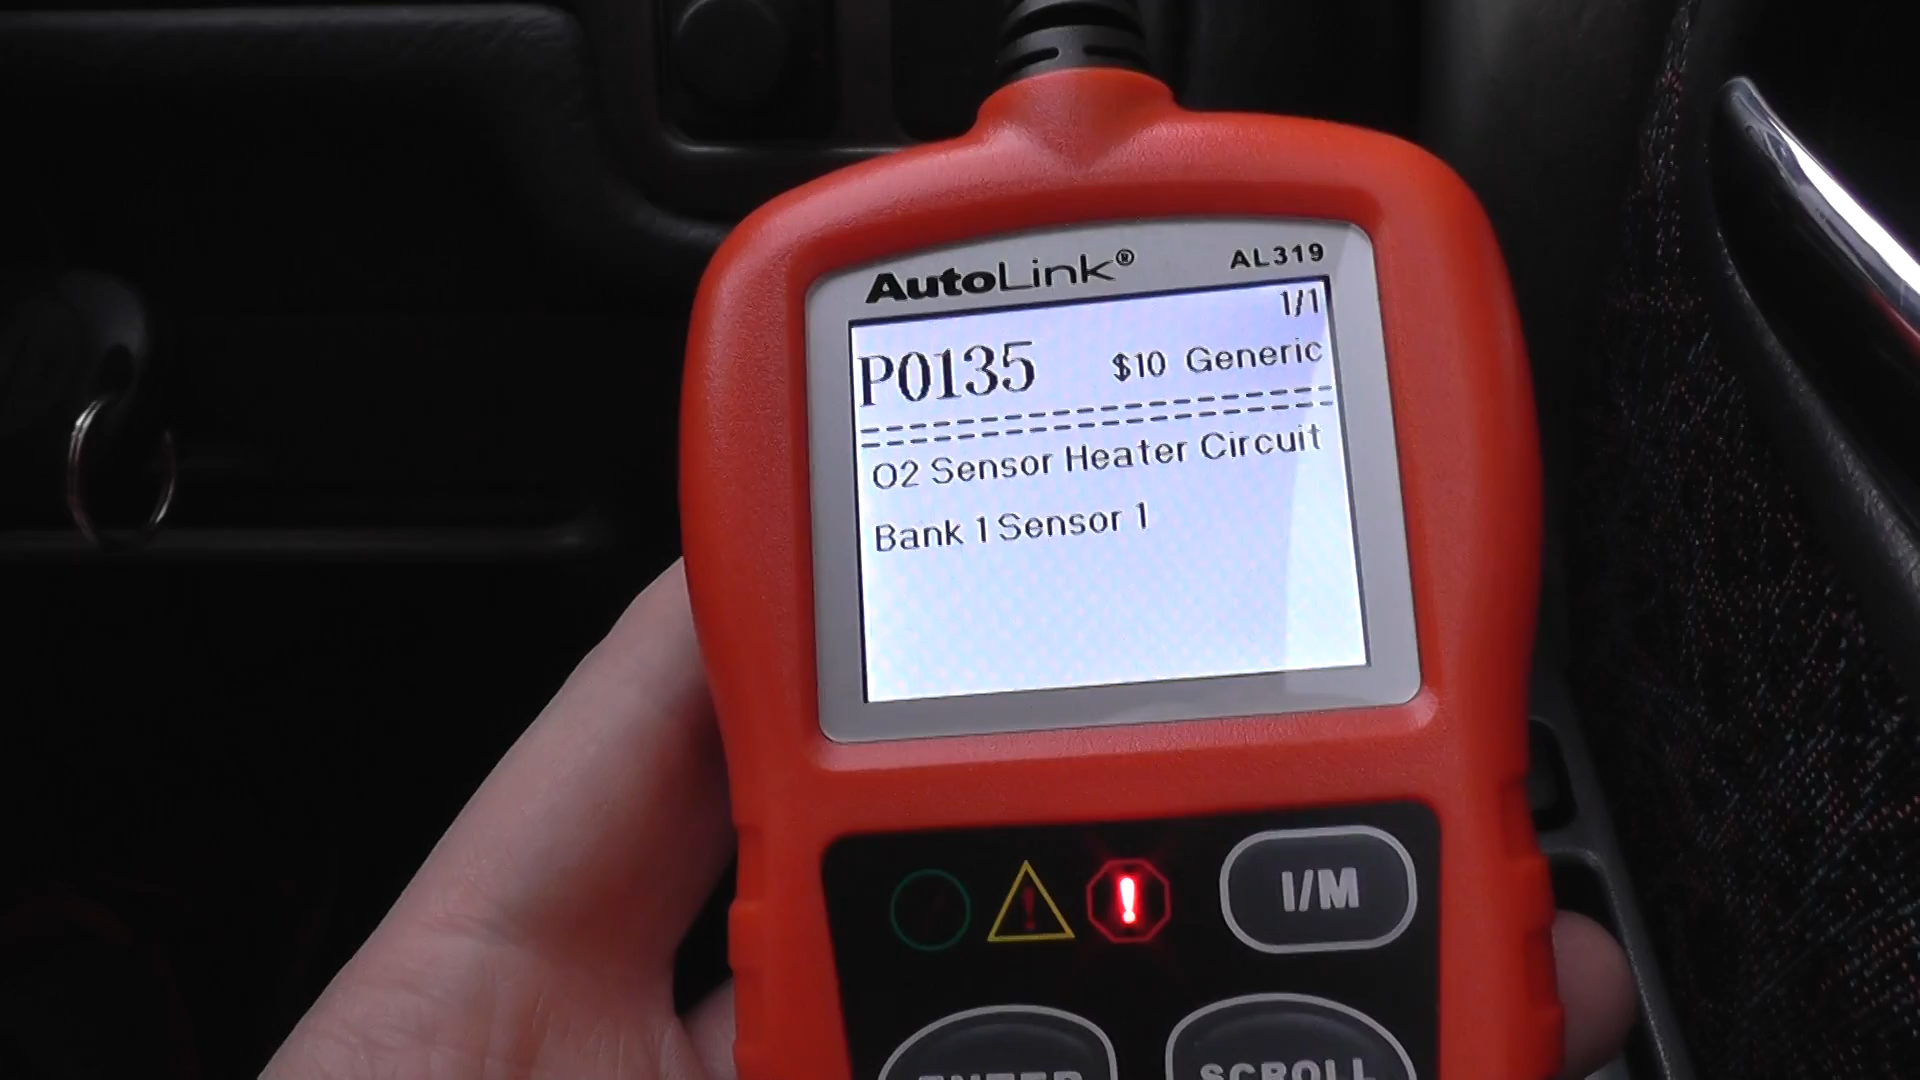 AutoLink® AL319
1/1
P0135 $10 Generic
O2 Sensor Heater Circuit
Bank 1 Sensor 1
I/M
ENTER SCROLL